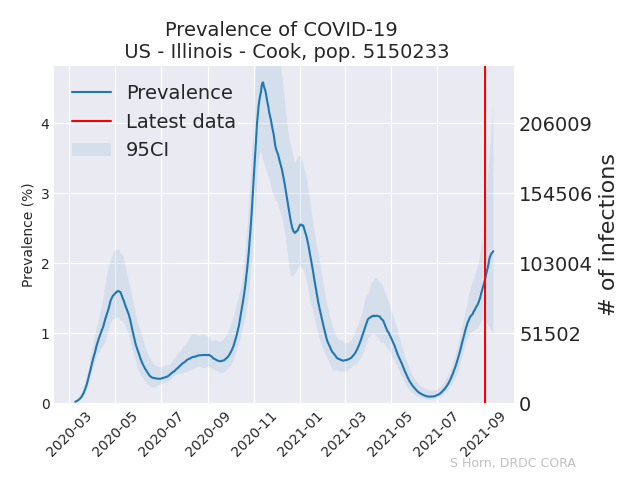 Prevalence of COVID-19
US - Illinois - Cook, pop. 5150233
Prevalence
Latest data
95CI
Prevalence (%)
4
3
2
1
0
206009
154506
103004
51502
0
# of infections
2020-03
2020-05
2020-07
2020-09
2020-11
2021-01
2021-03
2021-05
2021-07
2021-09
S Horn, DRDC CORA